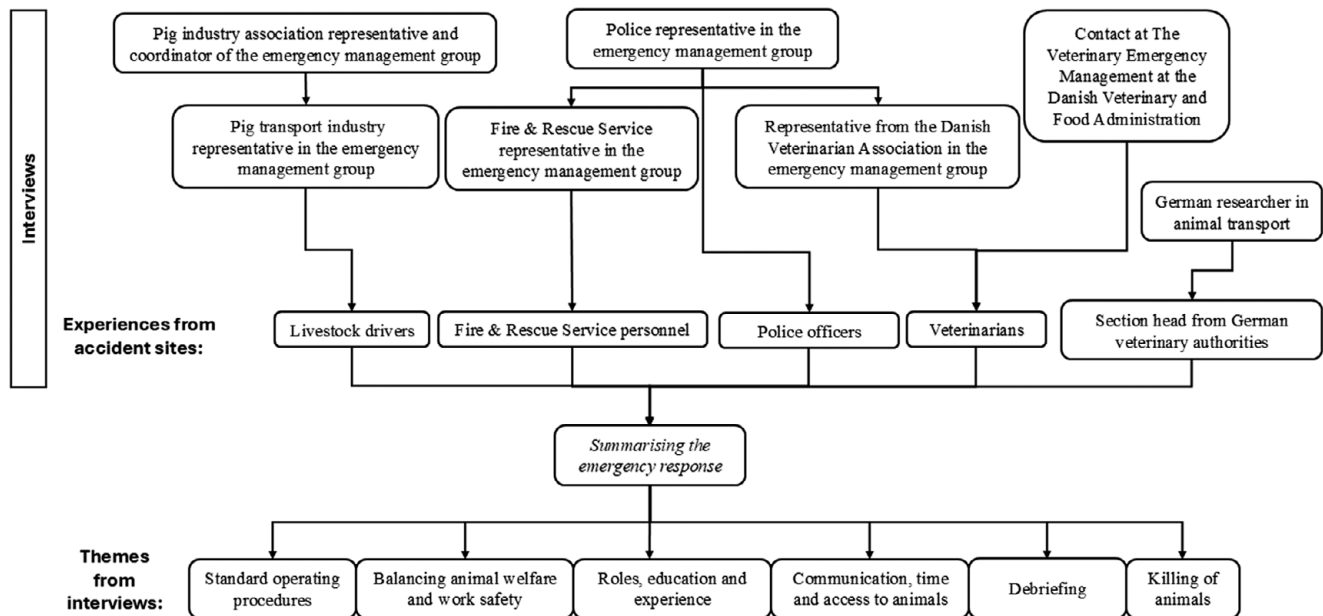 Pig industry association representative and
coordinator of the emergency management group
Police representative in the
emergency management group
Contact at The
Veterinary Emergency
Management at the
Danish Veterinary and
Food Administration
Pig transport industry
representative in the emergency
management group
Fire & Rescue Service
representative in the
emergency management group
Representative from the Danish
Veterinarian Association in the
emergency management group
German researcher in
animal transport
Interviews
Experiences from
accident sites:
Livestock drivers
Fire & Rescue Service personnel
Police officers
Veterinarians
Section head from German
veterinary authorities
Summarising the
emergency response
Themes
from
interviews:
Standard operating
procedures
Balancing animal welfare
and work safety
Roles, education and
experience
Communication, time
and access to animals
Debriefing
Killing of
animals